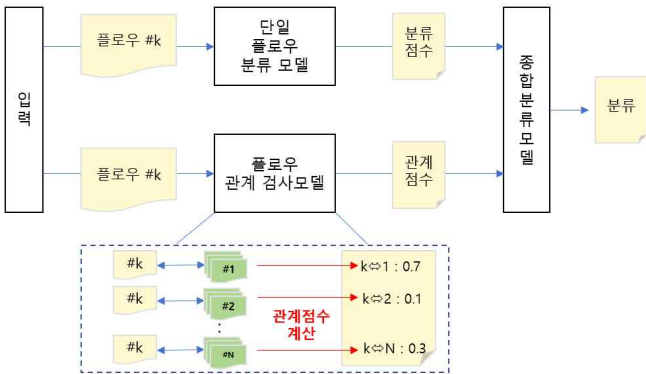 입력
플로우 #k
단일
플로우
분류 모델
분류
점수
플로우 #k
플로우
관계 검사모델
관계
점수
종합분류모델
분류
#k
#1
k⇔1 : 0.7
#k
#2
k⇔2 : 0.1
:
관계점수
계산
#k
#N
k⇔N : 0.3